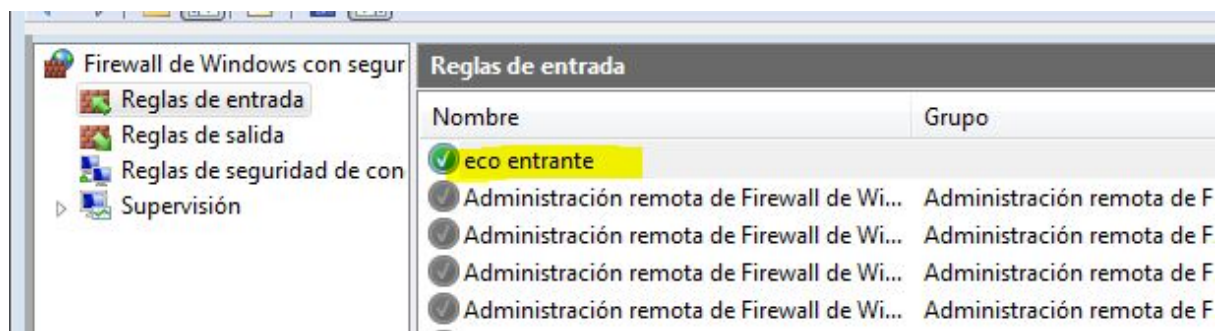 Firewall de Windows con segur
Reglas de entrada
Reglas de salida
Reglas de seguridad de con
Supervisión
Reglas de entrada
Nombre Grupo
eco entrante
Administración remota de Firewall de Wi... Administración remota de F
Administración remota de Firewall de Wi... Administración remota de F
Administración remota de Firewall de Wi... Administración remota de F
Administración remota de Firewall de Wi... Administración remota de F